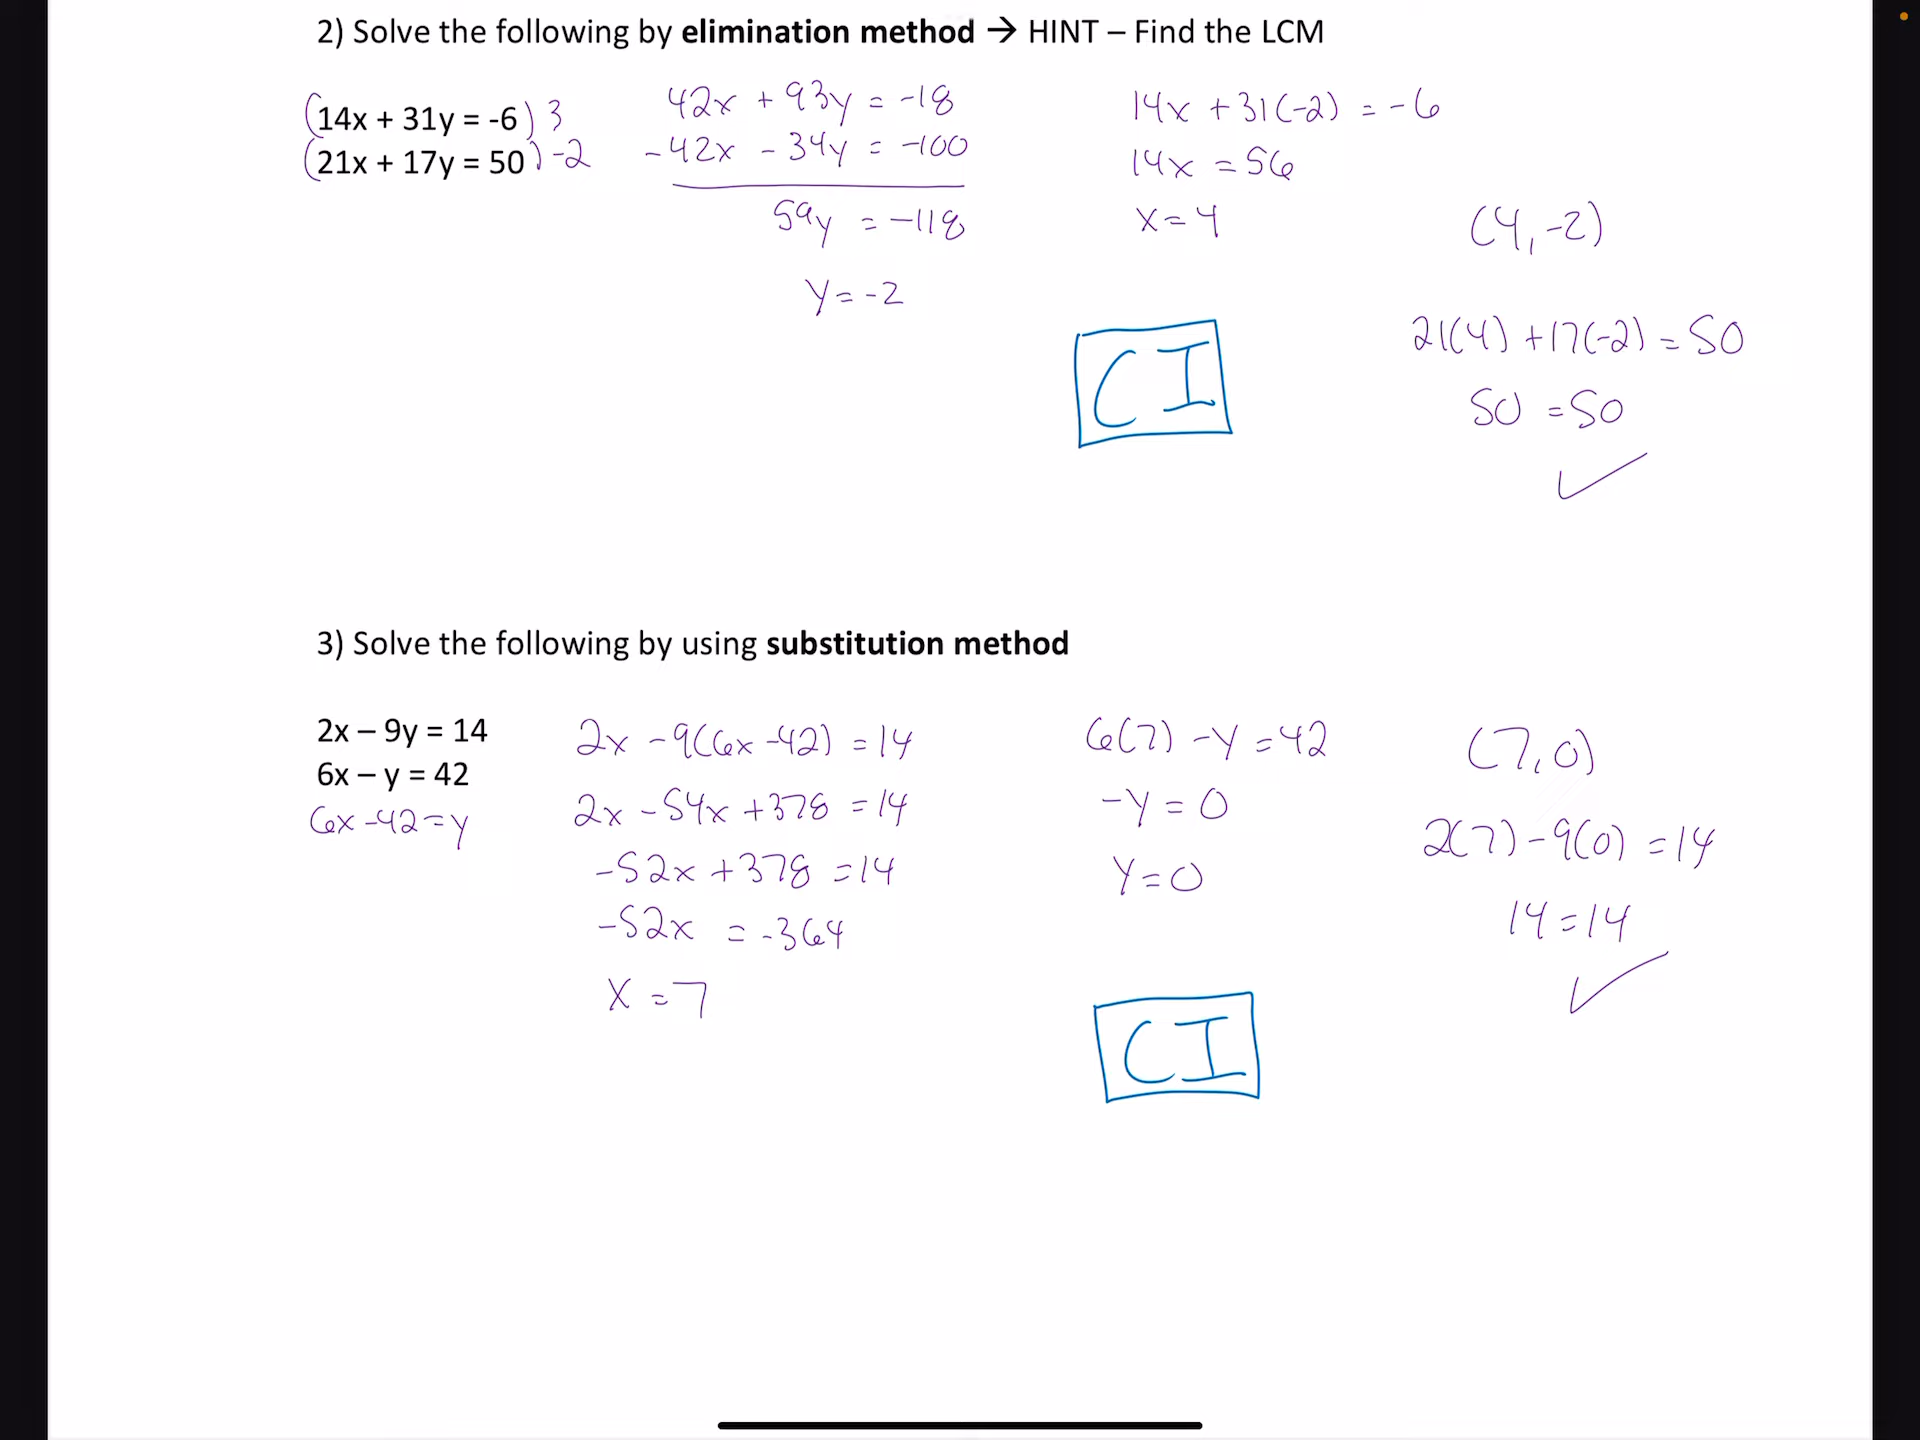 2) Solve the following by elimination method → HINT – Find the LCM
(14x + 31y = -6) 3
(21x + 17y = 50) -2
42x + 93y = -18
-42x - 34y = -100
59y = -118
y = -2
14x + 31(-2) = -6
14x = 56
x = 4
(4, -2)
21(4) + 17(-2) = 50
50 = 50
✓
CI
3) Solve the following by using substitution method
2x – 9y = 14
6x – y = 42
6x - 42 = y
2x - 9(6x - 42) = 14
2x - 54x + 378 = 14
-52x + 378 = 14
-52x = -364
x = 7
6(7) - y = 42
-y = 0
y = 0
(7, 0)
2(7) - 9(0) = 14
14 = 14
✓
CI